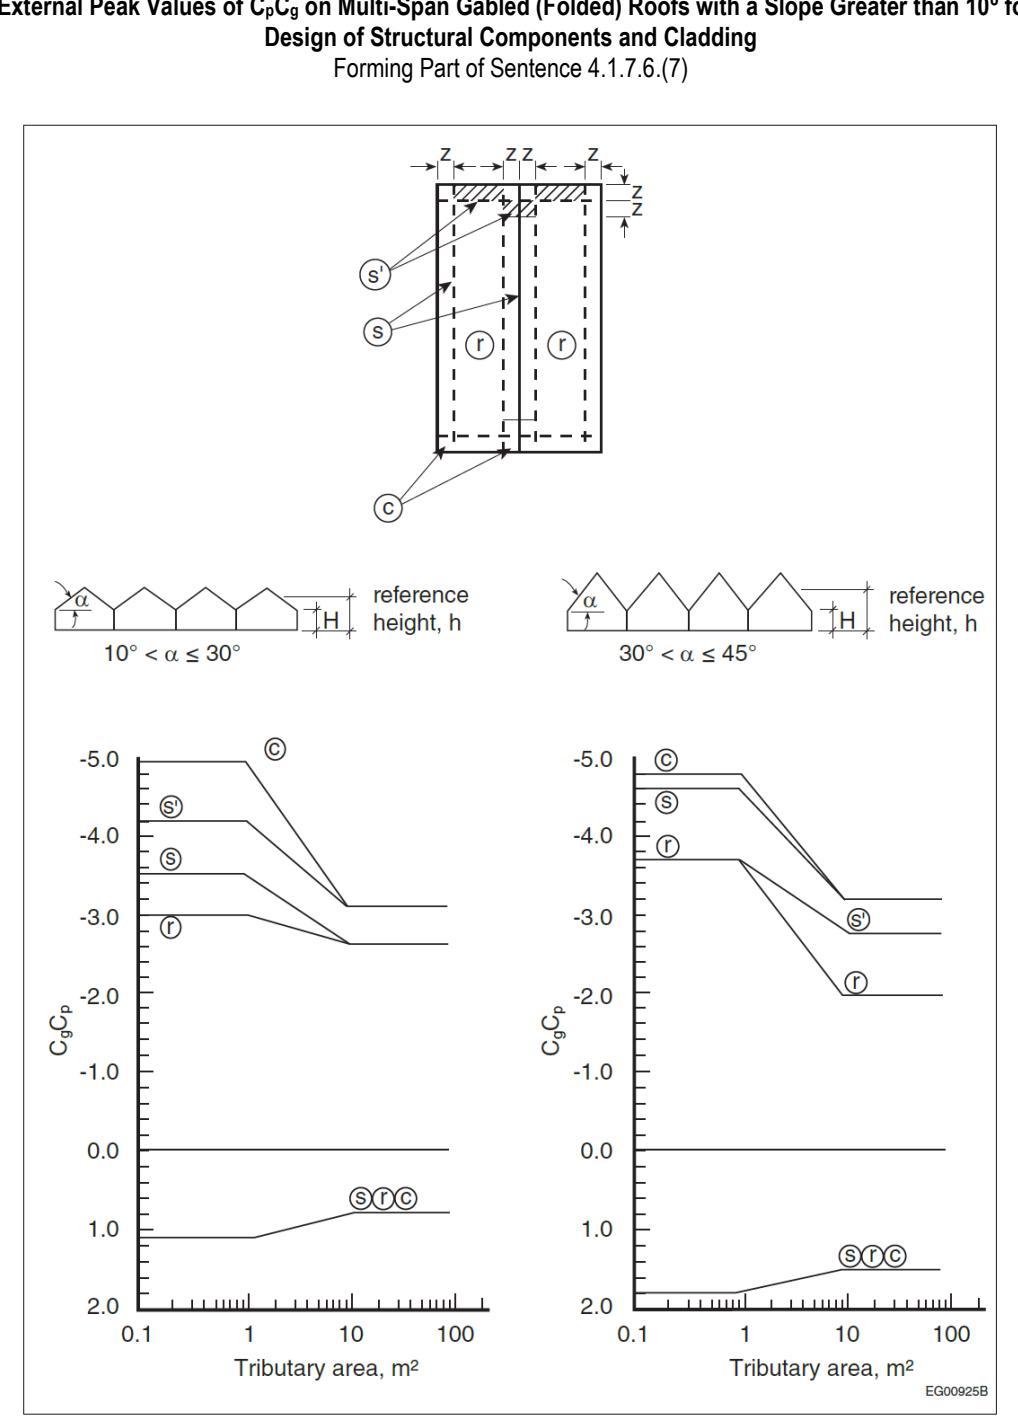 External Peak Values of CpCg on Multi-Span Gabled (Folded) Roofs with a Slope Greater than 10° fo
Design of Structural Components and Cladding
Forming Part of Sentence 4.1.7.6.(7)
z z z z
z
z
s'
s
r r
c
α H reference height, h
10° < α ≤ 30°
α H reference height, h
30° < α ≤ 45°
CgCp
-5.0
-4.0
-3.0
-2.0
-1.0
0.0
1.0
2.0
c
s'
s
r
s r c
0.1 1 10 100
Tributary area, m²
CgCp
-5.0
-4.0
-3.0
-2.0
-1.0
0.0
1.0
2.0
c
s
r
s'
r
s r c
0.1 1 10 100
Tributary area, m²
EG00925B